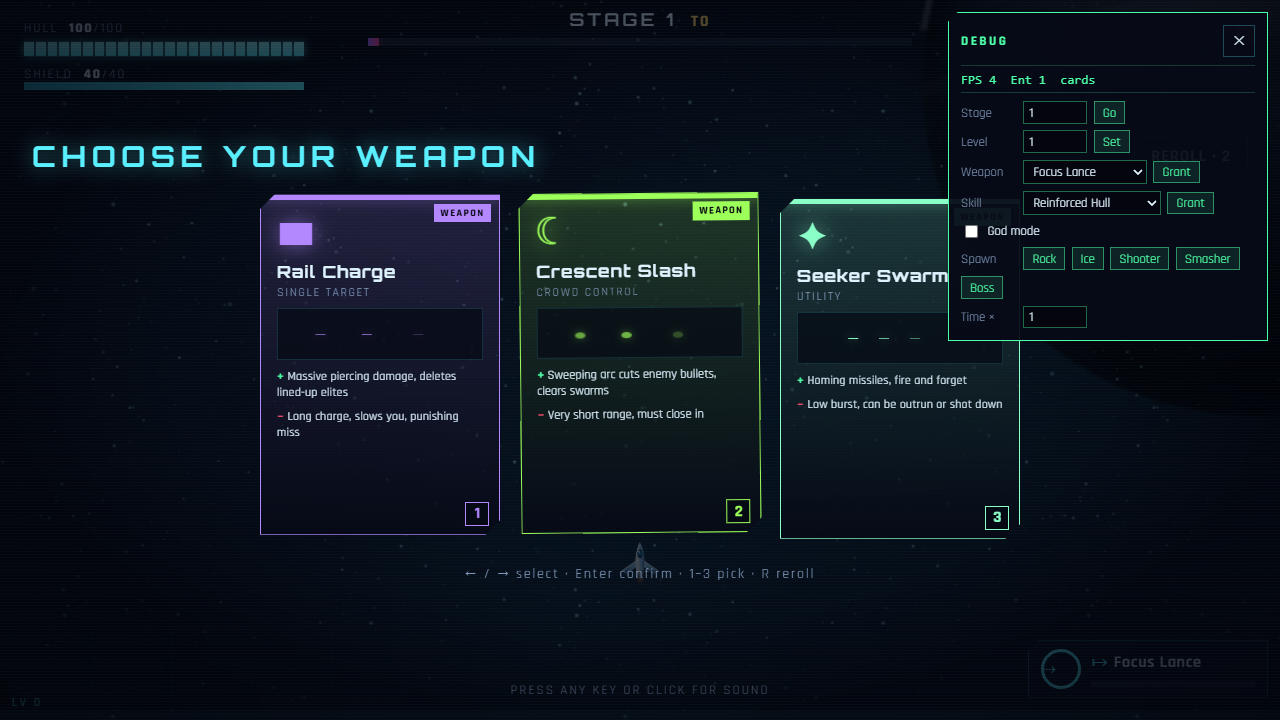 HULL 100/100
SHIELD 40/40
STAGE 1 TO
DEBUG
✕
FPS 4 Ent 1 cards
Stage 1 Go
Level 1 Set
Weapon Focus Lance Grant
Skill Reinforced Hull Grant
God mode
Spawn Rock Ice Shooter Smasher
Boss
Time × 1
REROLL · 2
CHOOSE YOUR WEAPON
WEAPON
Rail Charge
SINGLE TARGET
+ Massive piercing damage, deletes
lined-up elites
− Long charge, slows you, punishing
miss
1
WEAPON
Crescent Slash
CROWD CONTROL
+ Sweeping arc cuts enemy bullets,
clears swarms
− Very short range, must close in
2
WEAPON
Seeker Swarm
UTILITY
+ Homing missiles, fire and forget
− Low burst, can be outrun or shot down
3
← / → select · Enter confirm · 1–3 pick · R reroll
↦ Focus Lance
PRESS ANY KEY OR CLICK FOR SOUND
LV 0